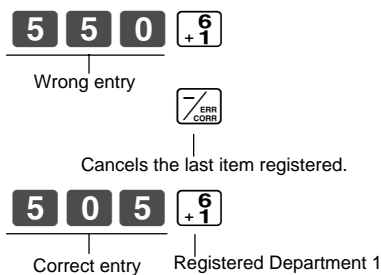 5 5 0 6 +1
Wrong entry
−/ERR CORR
Cancels the last item registered.
5 0 5 6 +1
Correct entry Registered Department 1